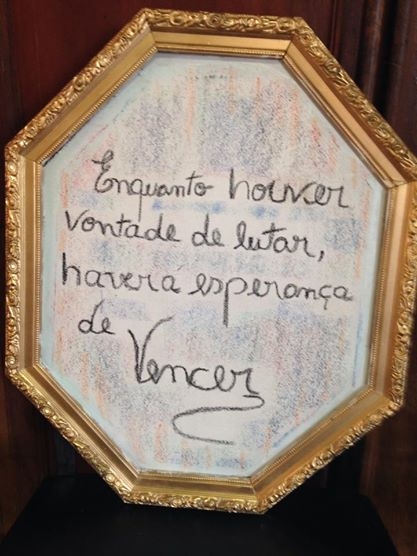 Enquanto houver
vontade de lutar,
haverá esperança
de Vencer